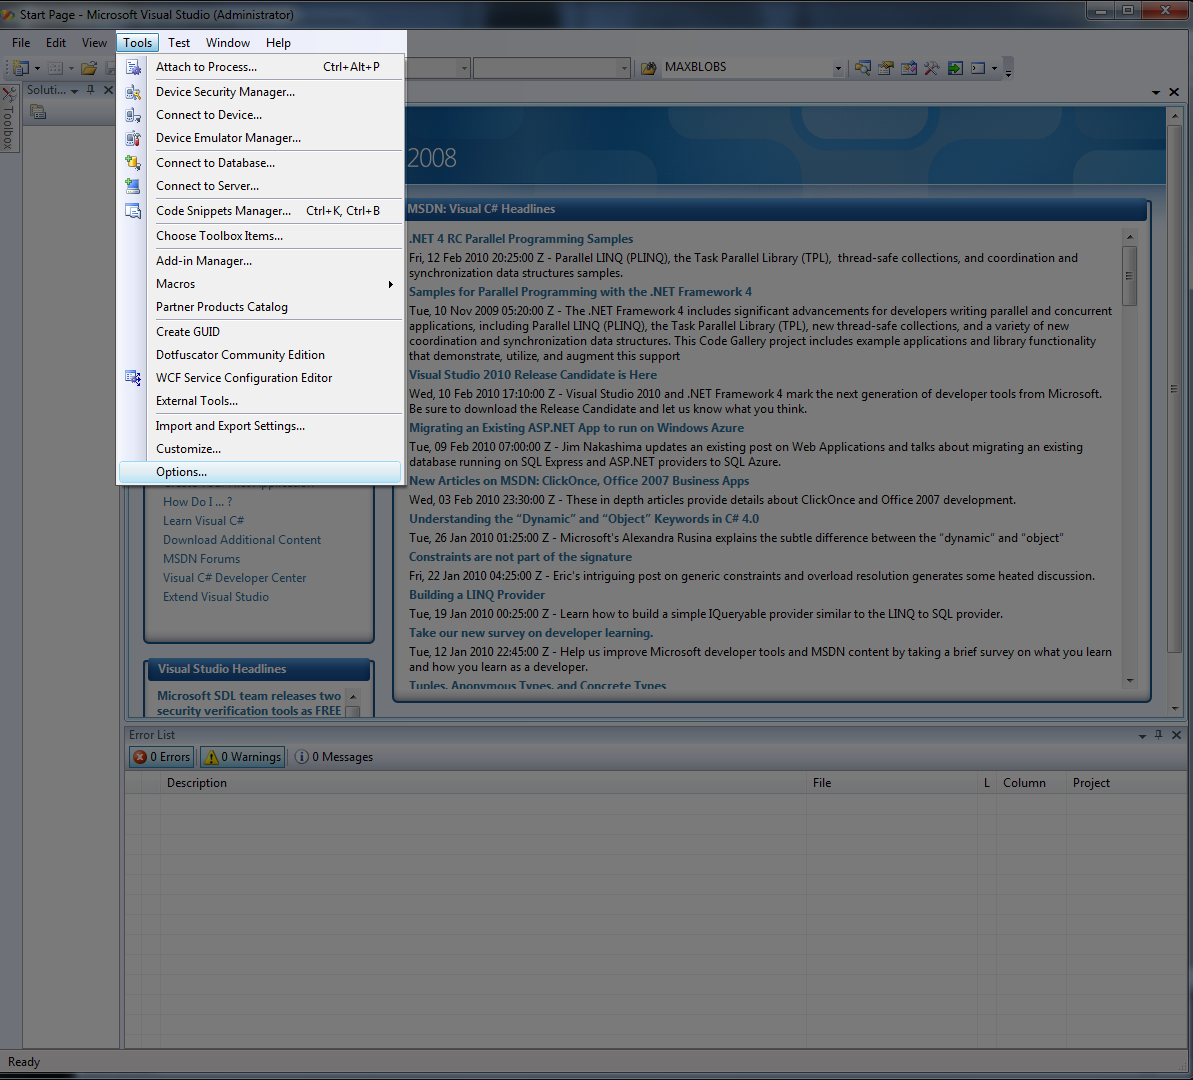 Start Page - Microsoft Visual Studio (Administrator)
File Edit View Tools Test Window Help
MAXBLOBS
Soluti...
Toolbox
Attach to Process... Ctrl+Alt+P
Device Security Manager...
Connect to Device...
Device Emulator Manager...
Connect to Database...
Connect to Server...
Code Snippets Manager... Ctrl+K, Ctrl+B
Choose Toolbox Items...
Add-in Manager...
Macros
Partner Products Catalog
Create GUID
Dotfuscator Community Edition
WCF Service Configuration Editor
External Tools...
Import and Export Settings...
Customize...
Options...
How Do I ... ?
Learn Visual C#
Download Additional Content
MSDN Forums
Visual C# Developer Center
Extend Visual Studio
Visual Studio Headlines
Microsoft SDL team releases two
security verification tools as FREE
2008
MSDN: Visual C# Headlines
.NET 4 RC Parallel Programming Samples
Fri, 12 Feb 2010 20:25:00 Z - Parallel LINQ (PLINQ), the Task Parallel Library (TPL),  thread-safe collections, and coordination and
synchronization data structures samples.
Samples for Parallel Programming with the .NET Framework 4
Tue, 10 Nov 2009 05:20:00 Z - The .NET Framework 4 includes significant advancements for developers writing parallel and concurrent
applications, including Parallel LINQ (PLINQ), the Task Parallel Library (TPL), new thread-safe collections, and a variety of new
coordination and synchronization data structures. This Code Gallery project includes example applications and library functionality
that demonstrate, utilize, and augment this support
Visual Studio 2010 Release Candidate is Here
Wed, 10 Feb 2010 17:10:00 Z - Visual Studio 2010 and .NET Framework 4 mark the next generation of developer tools from Microsoft.
Be sure to download the Release Candidate and let us know what you think.
Migrating an Existing ASP.NET App to run on Windows Azure
Tue, 09 Feb 2010 07:00:00 Z - Jim Nakashima updates an existing post on Web Applications and talks about migrating an existing
database running on SQL Express and ASP.NET providers to SQL Azure.
New Articles on MSDN: ClickOnce, Office 2007 Business Apps
Wed, 03 Feb 2010 23:30:00 Z - These in depth articles provide details about ClickOnce and Office 2007 development.
Understanding the “Dynamic” and “Object” Keywords in C# 4.0
Tue, 26 Jan 2010 01:25:00 Z - Microsoft's Alexandra Rusina explains the subtle difference between the “dynamic” and “object”
Constraints are not part of the signature
Fri, 22 Jan 2010 04:25:00 Z - Eric's intriguing post on generic constraints and overload resolution generates some heated discussion.
Building a LINQ Provider
Tue, 19 Jan 2010 00:25:00 Z - Learn how to build a simple IQueryable provider similar to the LINQ to SQL provider.
Take our new survey on developer learning.
Tue, 12 Jan 2010 22:45:00 Z - Help us improve Microsoft developer tools and MSDN content by taking a brief survey on what you learn
and how you learn as a developer.
Tuples, Anonymous Types, and Concrete Types
Error List
0 Errors 0 Warnings 0 Messages
Description File L Column Project
Ready